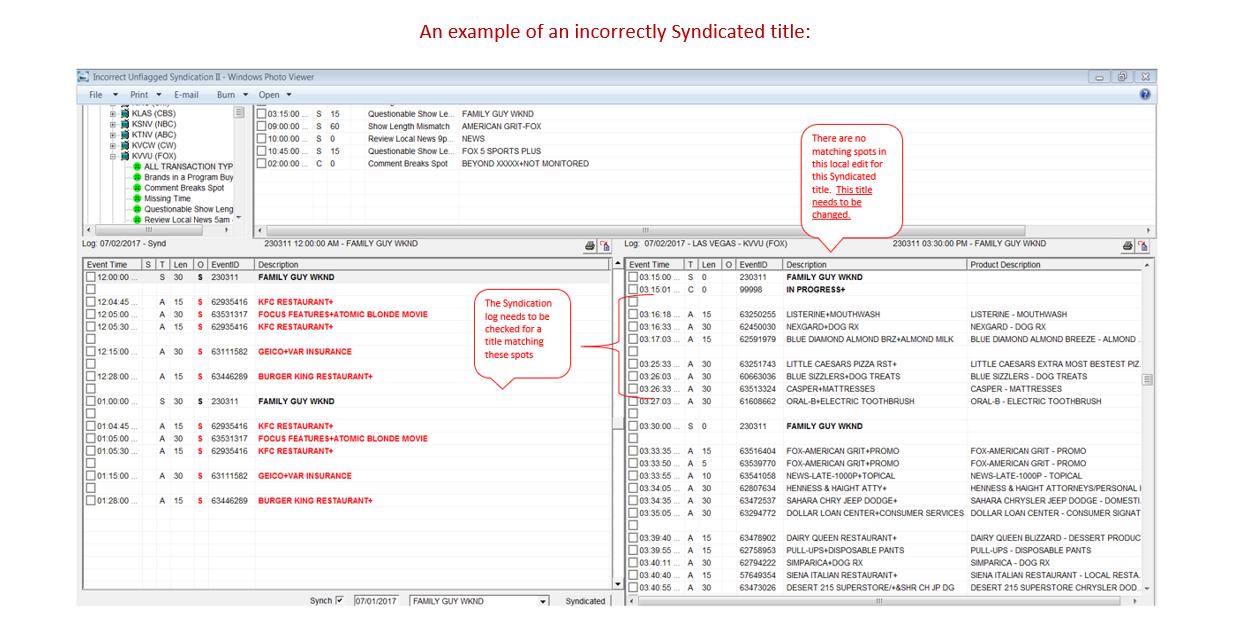 An example of an incorrectly Syndicated title:
Incorrect Unflagged Syndication II - Windows Photo Viewer
File Print E-mail Burn Open
KLAS (CBS)
KSNV (NBC)
KTNV (ABC)
KVCW (CW)
KVVU (FOX)
ALL TRANSACTION TYP
Brands in a Program Buy
Comment Breaks Spot
Missing Time
Questionable Show Leng
Review Local News 5am
03:15:00 ... S 15 Questionable Show Le... FAMILY GUY WKND
09:00:00 ... S 60 Show Length Mismatch AMERICAN GRIT-FOX
10:00:00 ... S 0 Review Local News 9p... NEWS
10:45:00 ... S 15 Questionable Show Le... FOX 5 SPORTS PLUS
02:00:00 ... C 0 Comment Breaks Spot BEYOND XXXXX+NOT MONITORED
There are no
matching spots in
this local edit for
this Syndicated
title. This title
needs to be
changed.
Log: 07/02/2017 - Synd 230311 12:00:00 AM - FAMILY GUY WKND
Event Time S T Len O EventID Description
12:00:00 ... S 30 S 230311 FAMILY GUY WKND
12:04:45 ... A 15 S 62935416 KFC RESTAURANT+
12:05:00 ... A 30 S 63531317 FOCUS FEATURES+ATOMIC BLONDE MOVIE
12:05:30 ... A 15 S 62935416 KFC RESTAURANT+
12:15:00 ... A 30 S 63111582 GEICO+VAR INSURANCE
12:28:00 ... A 15 S 63446289 BURGER KING RESTAURANT+
01:00:00 ... S 30 S 230311 FAMILY GUY WKND
01:04:45 ... A 15 S 62935416 KFC RESTAURANT+
01:05:00 ... A 30 S 63531317 FOCUS FEATURES+ATOMIC BLONDE MOVIE
01:05:30 ... A 15 S 62935416 KFC RESTAURANT+
01:15:00 ... A 30 S 63111582 GEICO+VAR INSURANCE
01:28:00 ... A 15 S 63446289 BURGER KING RESTAURANT+
The Syndication
log needs to be
checked for a
title matching
these spots
Synch 07/01/2017 FAMILY GUY WKND Syndicated
Log: 07/02/2017 - LAS VEGAS - KVVU (FOX) 230311 03:30:00 PM - FAMILY GUY WKND
Event Time T Len O EventID Description Product Description
03:15:00 ... S 0 230311 FAMILY GUY WKND
03:15:01 ... C 0 99998 IN PROGRESS+
03:16:18 ... A 15 63250255 LISTERINE+MOUTHWASH LISTERINE - MOUTHWASH
03:16:33 ... A 30 62450030 NEXGARD+DOG RX NEXGARD - DOG RX
03:17:03 ... A 15 62591979 BLUE DIAMOND ALMOND BRZ+ALMOND MILK BLUE DIAMOND ALMOND BREEZE - ALMOND ...
03:25:33 ... A 30 63251743 LITTLE CAESARS PIZZA RST+ LITTLE CAESARS EXTRA MOST BESTEST PIZ...
03:26:03 ... A 30 60663036 BLUE SIZZLERS+DOG TREATS BLUE SIZZLERS - DOG TREATS
03:26:33 ... A 30 63513324 CASPER+MATTRESSES CASPER - MATTRESSES
03:27:03 ... A 30 61608662 ORAL-B+ELECTRIC TOOTHBRUSH ORAL-B - ELECTRIC TOOTHBRUSH
03:30:00 ... S 0 230311 FAMILY GUY WKND
03:33:35 ... A 15 63516404 FOX-AMERICAN GRIT+PROMO FOX-AMERICAN GRIT - PROMO
03:33:50 ... A 5 63539770 FOX-AMERICAN GRIT+PROMO FOX-AMERICAN GRIT - PROMO
03:33:55 ... A 10 63541058 NEWS-LATE-1000P+TOPICAL NEWS-LATE-1000P - TOPICAL
03:34:05 ... A 30 62807634 HENNESS & HAIGHT ATTY+ HENNESS & HAIGHT ATTORNEYS/PERSONAL I
03:34:35 ... A 30 63472537 SAHARA CHRY JEEP DODGE+ SAHARA CHRYSLER JEEP DODGE - DOMESTI...
03:35:05 ... A 30 63294772 DOLLAR LOAN CENTER+CONSUMER SERVICES DOLLAR LOAN CENTER - CONSUMER SIGNAT
03:39:40 ... A 15 63478902 DAIRY QUEEN RESTAURANT+ DAIRY QUEEN BLIZZARD - DESSERT PRODUC
03:39:55 ... A 15 62758953 PULL-UPS+DISPOSABLE PANTS PULL-UPS - DISPOSABLE PANTS
03:40:11 ... A 30 62794222 SIMPARICA+DOG RX SIMPARICA - DOG RX
03:40:40 ... A 15 57649354 SIENA ITALIAN RESTAURANT+ SIENA ITALIAN RESTAURANT - LOCAL RESTA...
03:40:55 ... A 30 63473026 DESERT 215 SUPERSTORE/+&SHR CH JP DG DESERT 215 SUPERSTORE CHRYSLER DOD...